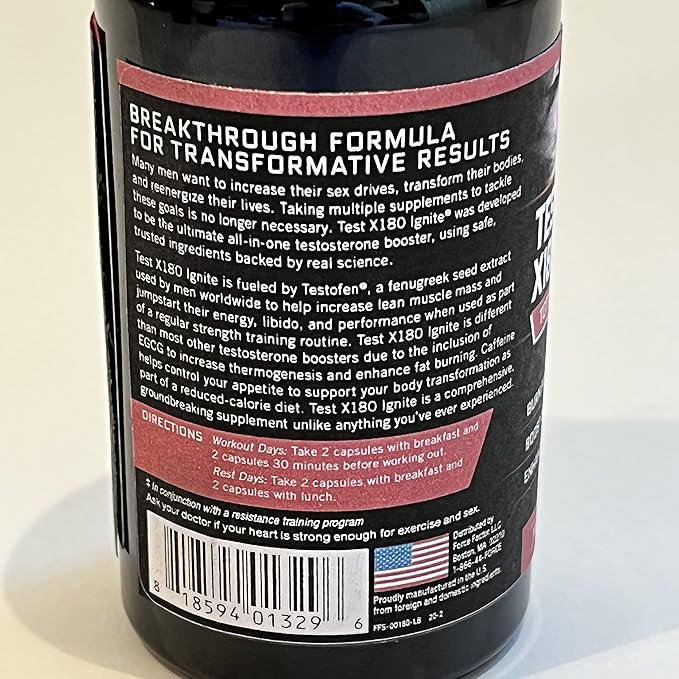 BREAKTHROUGH FORMULA
FOR TRANSFORMATIVE RESULTS
Many men want to increase their sex drives, transform their bodies,
and reenergize their lives. Taking multiple supplements to tackle
these goals is no longer necessary. Test X180 Ignite® was developed
to be the ultimate all-in-one testosterone booster, using safe,
trusted ingredients backed by real science.
Test X180 Ignite is fueled by Testofen®, a fenugreek seed extract
used by men worldwide to help increase lean muscle mass and
jumpstart their energy, libido, and performance when used as part
of a regular strength training routine. Test X180 Ignite is different
than most other testosterone boosters due to the inclusion of
EGCG to increase thermogenesis and enhance fat burning. Caffeine
helps control your appetite to support your body transformation as
part of a reduced-calorie diet. Test X180 Ignite is a comprehensive,
groundbreaking supplement unlike anything you've ever experienced.
DIRECTIONS Workout Days: Take 2 capsules with breakfast and
2 capsules 30 minutes before working out.
Rest Days: Take 2 capsules with breakfast and
2 capsules with lunch.
‡ In conjunction with a resistance training program
Ask your doctor if your heart is strong enough for exercise and sex.
Distributed by
Force Factor LLC
Boston, MA 02210
1-866-44-FORCE
Proudly manufactured in the U.S.
from foreign and domestic ingredients.
FFS-00180-LB 20-2
8 18594 01329 6